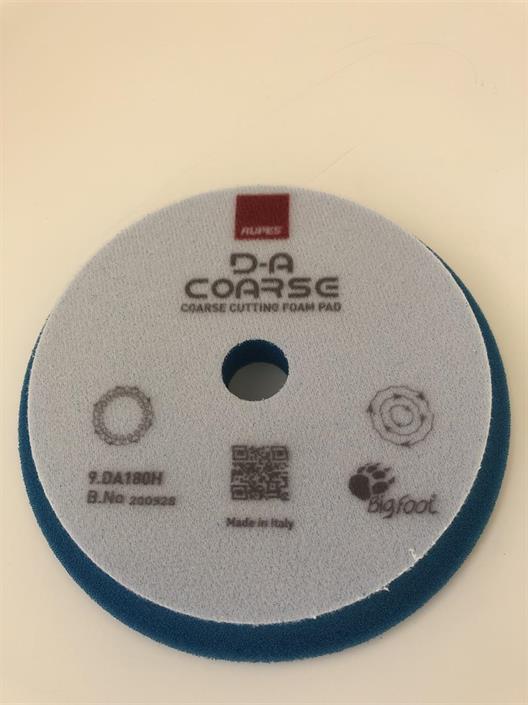 RUPES
D-A
COARSE
COARSE CUTTING FOAM PAD
9.DA180H
B.No 200928
Made in Italy
Bigfoot